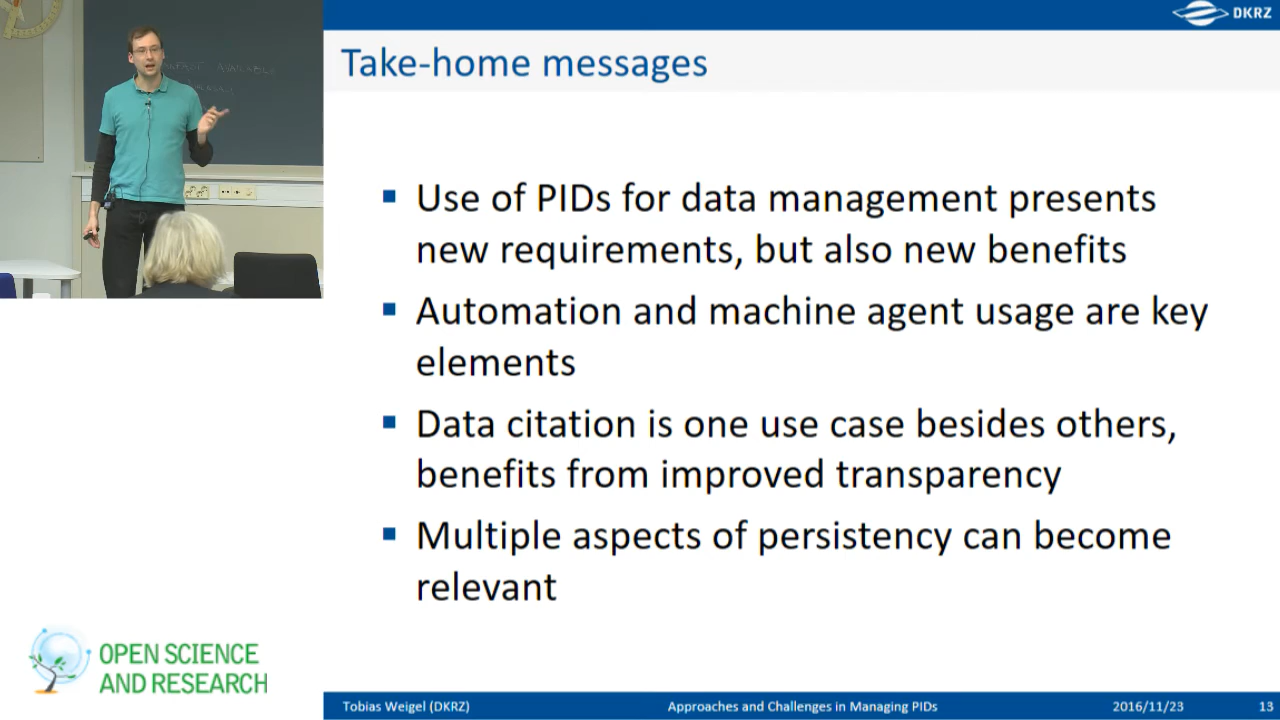 DKRZ
Take-home messages
AVAILABLE
▪ Use of PIDs for data management presents
new requirements, but also new benefits
▪ Automation and machine agent usage are key
elements
▪ Data citation is one use case besides others,
benefits from improved transparency
▪ Multiple aspects of persistency can become
relevant
OPEN SCIENCE
AND RESEARCH
Tobias Weigel (DKRZ) Approaches and Challenges in Managing PIDs 2016/11/23 13